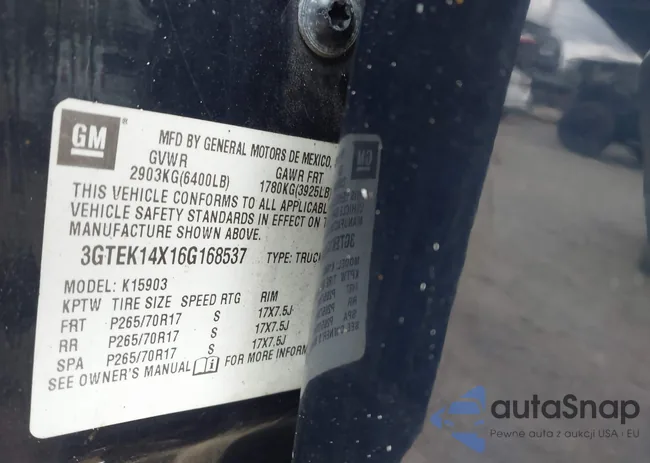 GM
MFD BY GENERAL MOTORS DE MEXICO,
GVWR GAWR FRT
2903KG(6400LB) 1780KG(3925LB
THIS VEHICLE CONFORMS TO ALL APPLICABL
VEHICLE SAFETY STANDARDS IN EFFECT ON T
MANUFACTURE SHOWN ABOVE.
3GTEK14X16G168537 TYPE: TRUCK
MODEL: K15903
KPTW TIRE SIZE SPEED RTG RIM
FRT P265/70R17 S 17X7.5J
RR P265/70R17 S 17X7.5J
SPA P265/70R17 S 17X7.5J
SEE OWNER'S MANUAL FOR MORE INFORM
GM
autaSnap
Pewne auta z aukcji USA i EU